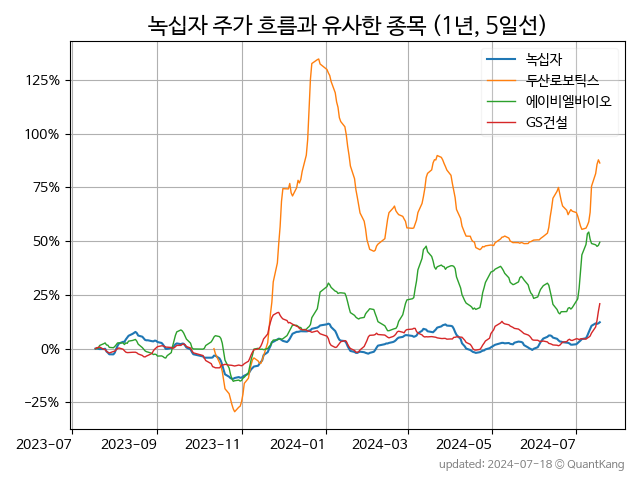 녹십자 주가 흐름과 유사한 종목 (1년, 5일선)
녹십자
두산로보틱스
에이비엘바이오
GS건설
125%
100%
75%
50%
25%
0%
−25%
2023-07 2023-09 2023-11 2024-01 2024-03 2024-05 2024-07
updated: 2024-07-18 © QuantKang